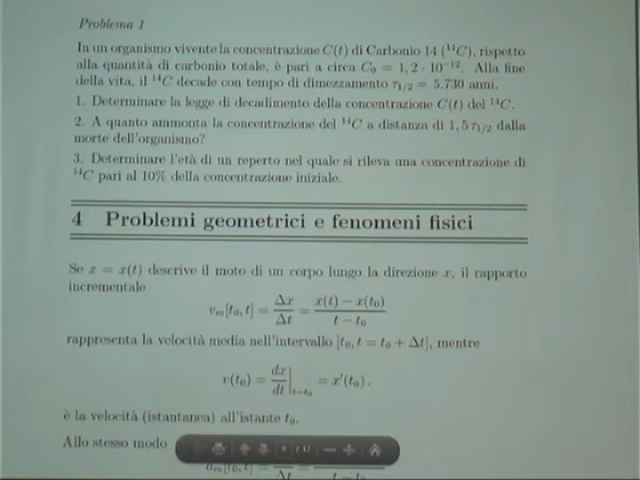 Problema 1
In un organismo vivente la concentrazione C(t) di Carbonio 14 (¹⁴C), rispetto
alla quantità di carbonio totale, è pari a circa C₀ = 1,2 · 10⁻¹². Alla fine
della vita, il ¹⁴C decade con tempo di dimezzamento τ₁/₂ = 5.730 anni.
1. Determinare la legge di decadimento della concentrazione C(t) del ¹⁴C.
2. A quanto ammonta la concentrazione del ¹⁴C a distanza di 1,5 τ₁/₂ dalla
morte dell'organismo?
3. Determinare l'età di un reperto nel quale si rileva una concentrazione di
¹⁴C pari al 10% della concentrazione iniziale.
4 Problemi geometrici e fenomeni fisici
Se x = x(t) descrive il moto di un corpo lungo la direzione x, il rapporto
incrementale
vₘ[t₀, t] = Δx/Δt = (x(t) − x(t₀))/(t − t₀)
rappresenta la velocità media nell'intervallo [t₀, t = t₀ + Δt], mentre
v(t₀) = dx/dt|ₜ₌ₜ₀ = x′(t₀).
è la velocità (istantanea) all'istante t₀.
Allo stesso modo